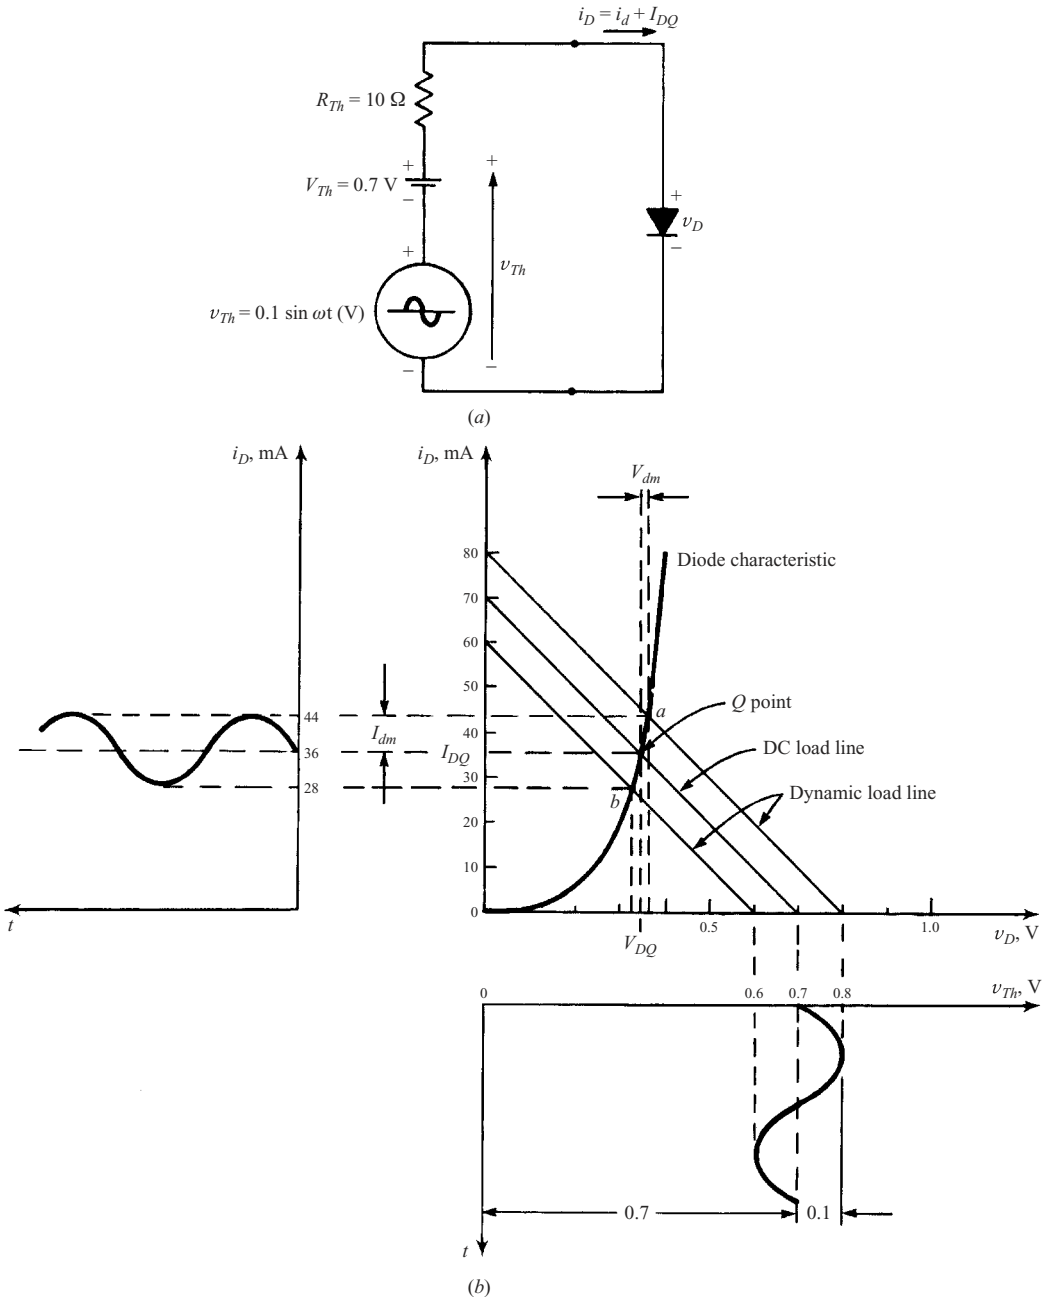 i_D = i_d + I_DQ
R_Th = 10 Ω
+
V_Th = 0.7 V
−
+
+
v_D
−
+
v_Th
v_Th = 0.1 sin ωt (V)
−
−
(a)
i_D, mA
i_D, mA
V_dm
80
Diode characteristic
70
60
50
44
a
Q point
I_dm
40
36
I_DQ
DC load line
30
28
b
Dynamic load line
20
10
0
t
0.5
1.0
v_D, V
V_DQ
0
0.6
0.7
0.8
v_Th, V
0.7
0.1
t
(b)